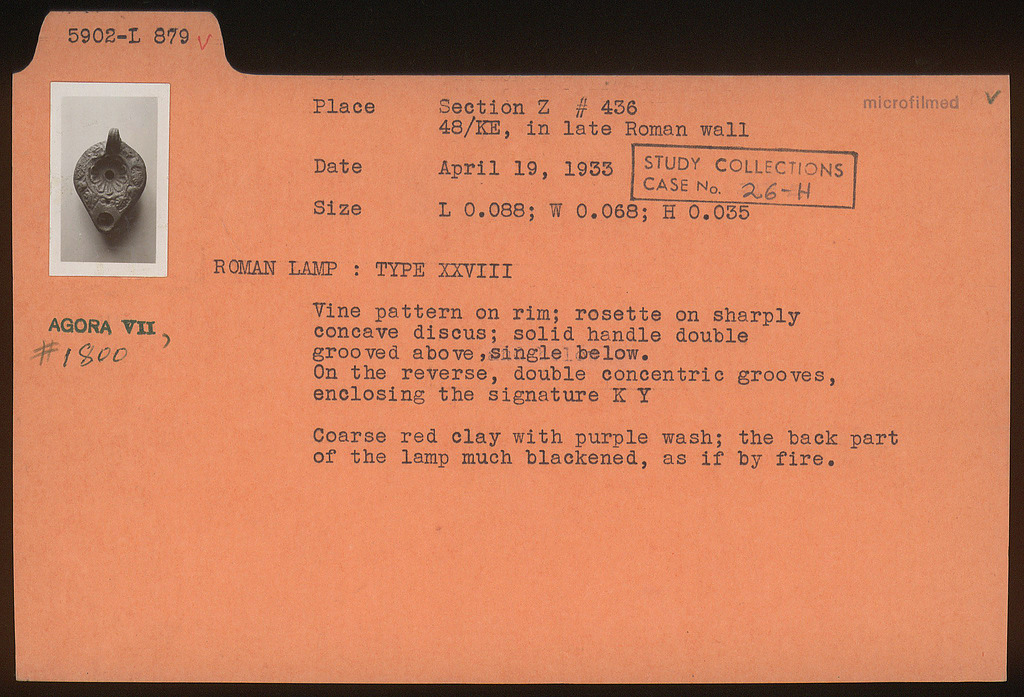 5902-L 879 ✓
microfilmed ✓
Place Section Z # 436
48/KE, in late Roman wall
Date April 19, 1933
STUDY COLLECTIONS
CASE No. 26-H
Size L 0.088; W 0.068; H 0.035
ROMAN LAMP : TYPE XXVIII
AGORA VII,
#1800
Vine pattern on rim; rosette on sharply
concave discus; solid handle double
grooved above, single below.
On the reverse, double concentric grooves,
enclosing the signature K Y
Coarse red clay with purple wash; the back part
of the lamp much blackened, as if by fire.